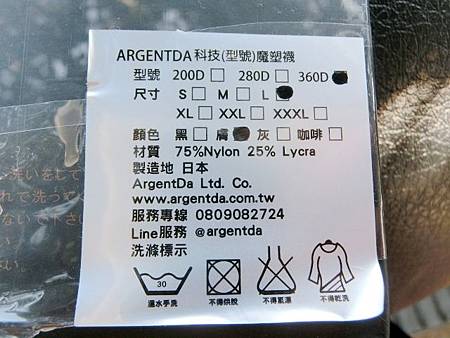 ARGENTDA科技(型號)魔塑襪
型號 200D□ 280D□ 360D■
尺寸 S□ M□ L■
XL□ XXL□ XXXL□
顏色 黑□ 膚■ 灰□ 咖啡□
材質 75%Nylon 25% Lycra
製造地 日本
ArgentDa Ltd. Co.
www.argentda.com.tw
服務專線 0809082724
Line服務 @argentda
洗滌標示
30
溫水手洗 不得烘脫 不得氯漂 不得乾洗